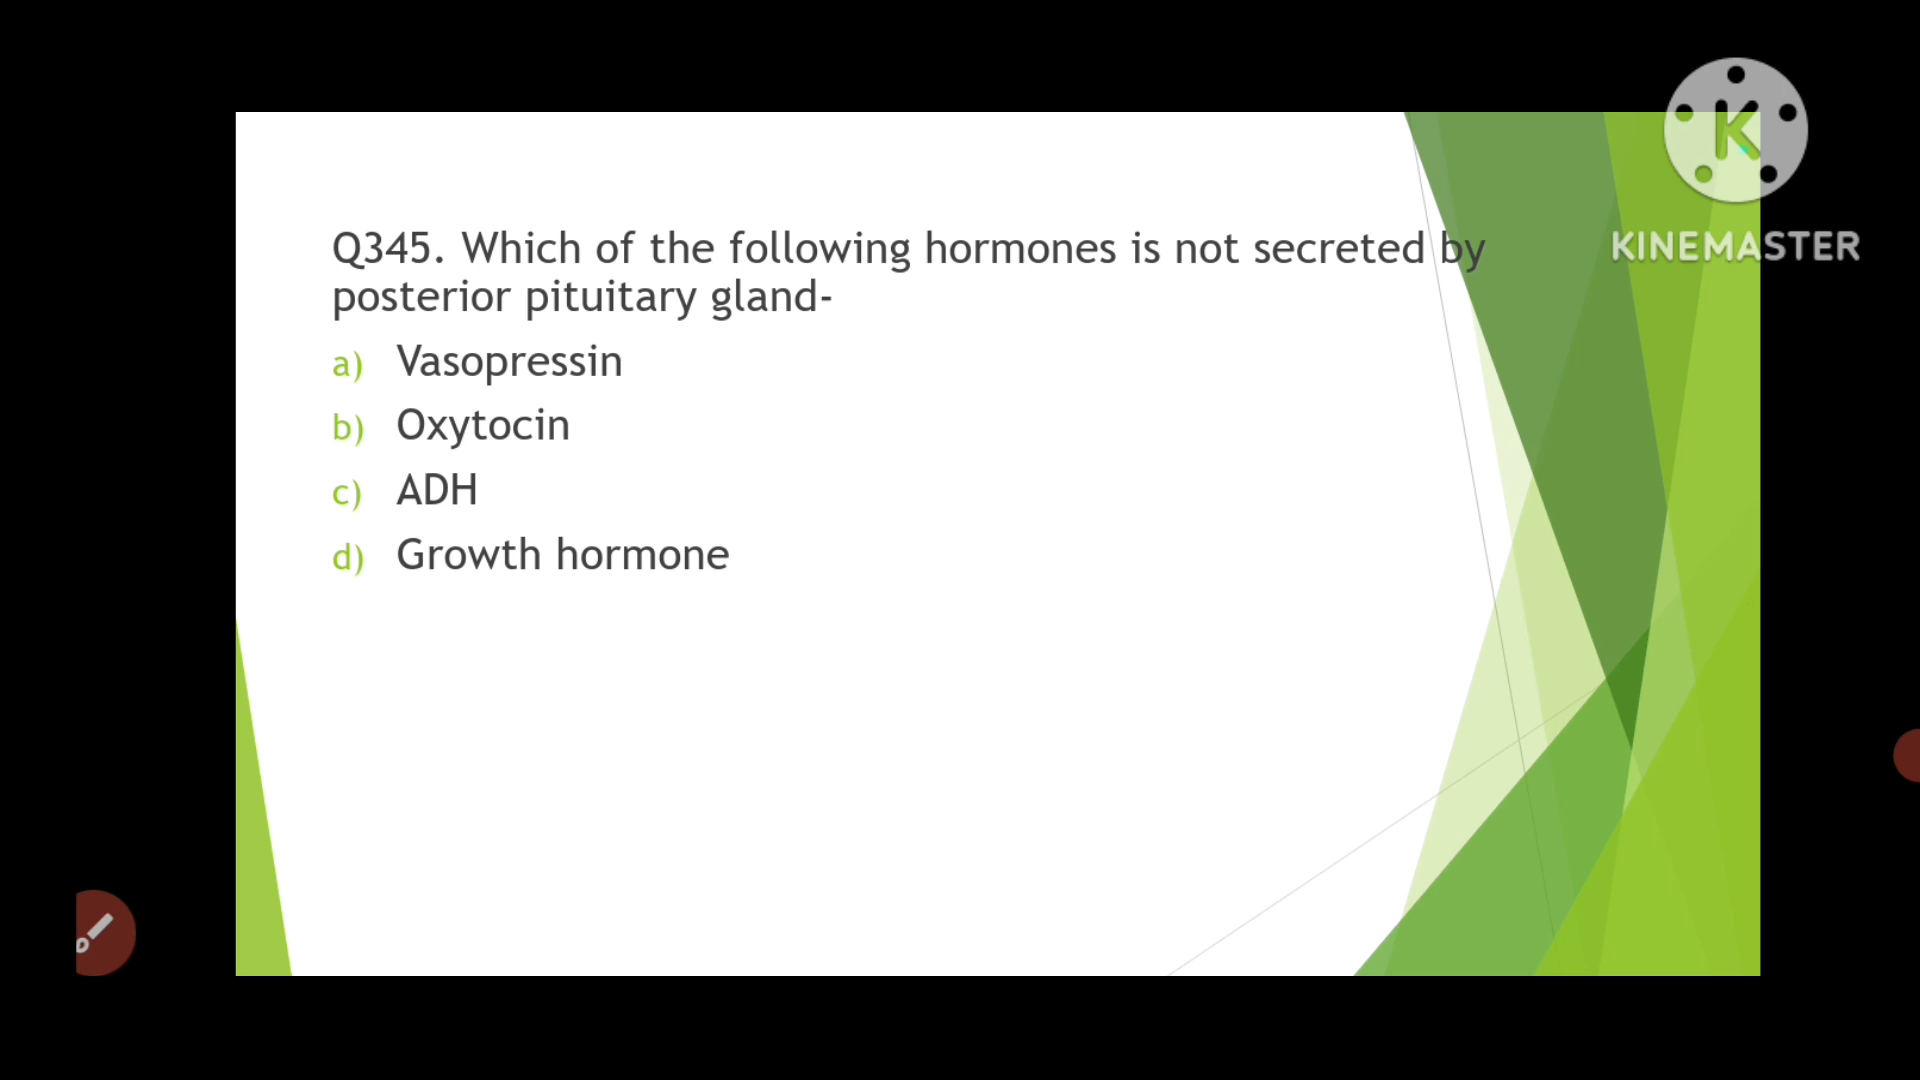 KINEMASTER
Q345. Which of the following hormones is not secreted by
posterior pituitary gland-
a) Vasopressin
b) Oxytocin
c) ADH
d) Growth hormone